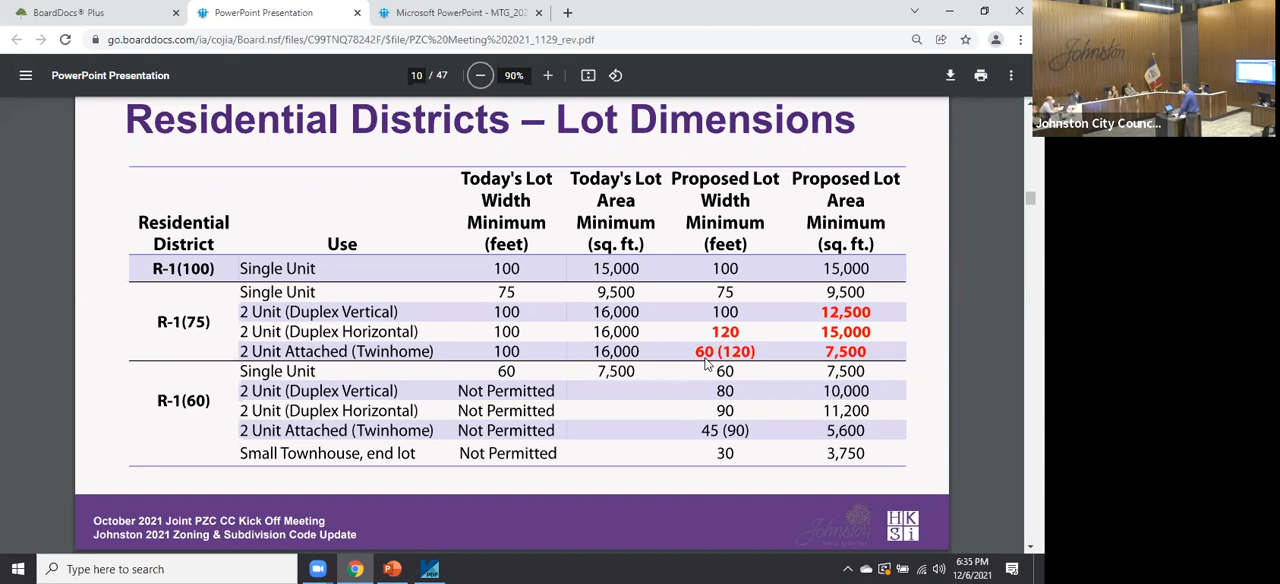 BoardDocs® Plus
PowerPoint Presentation
Microsoft PowerPoint - MTG_202
go.boarddocs.com/ia/cojia/Board.nsf/files/C99TNQ78242F/$file/PZC%20Meeting%202021_1129_rev.pdf
PowerPoint Presentation
10 / 47
90%
Johnston
Johnston City Counc...
Residential Districts – Lot Dimensions
Residential District Use Today's Lot Width Minimum (feet) Today's Lot Area Minimum (sq. ft.) Proposed Lot Width Minimum (feet) Proposed Lot Area Minimum (sq. ft.)
R-1(100) Single Unit 100 15,000 100 15,000
R-1(75) Single Unit 75 9,500 75 9,500
2 Unit (Duplex Vertical) 100 16,000 100 12,500
2 Unit (Duplex Horizontal) 100 16,000 120 15,000
2 Unit Attached (Twinhome) 100 16,000 60 (120) 7,500
R-1(60) Single Unit 60 7,500 60 7,500
2 Unit (Duplex Vertical) Not Permitted 80 10,000
2 Unit (Duplex Horizontal) Not Permitted 90 11,200
2 Unit Attached (Twinhome) Not Permitted 45 (90) 5,600
Small Townhouse, end lot Not Permitted 30 3,750
October 2021 Joint PZC CC Kick Off Meeting
Johnston 2021 Zoning & Subdivision Code Update
Johnston
HK
Si
Type here to search
6:35 PM
12/6/2021